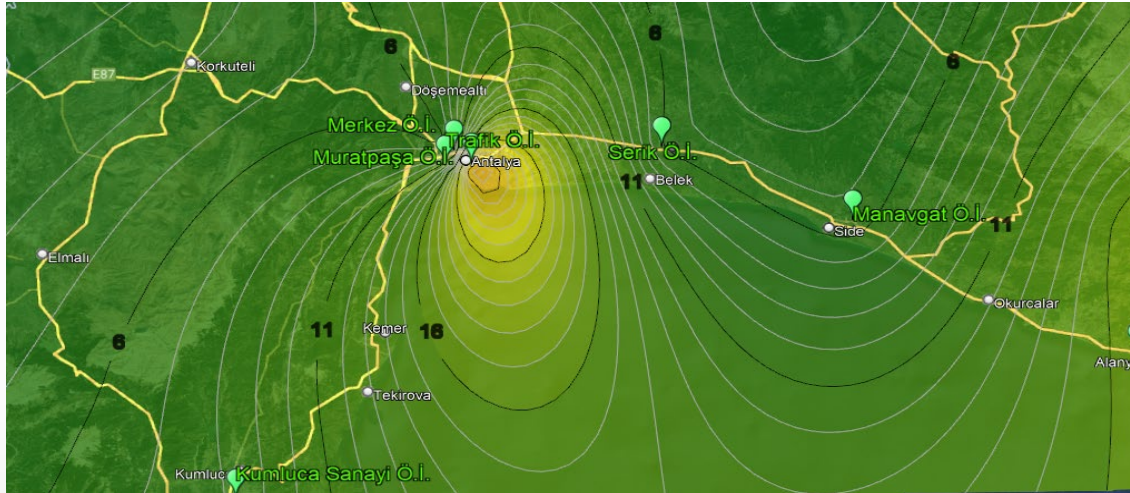 6
6
6
Korkuteli
E87
Döşemealtı
Merkez Ö.İ.
Trafik Ö.İ.
Muratpaşa Ö.İ.
Antalya
Serik Ö.İ.
11
Belek
Manavgat Ö.İ.
Side
11
Elmalı
Okurcalar
6
11
Kemer
16
Alany
Tekirova
Kumluc
Kumluca Sanayi Ö.İ.